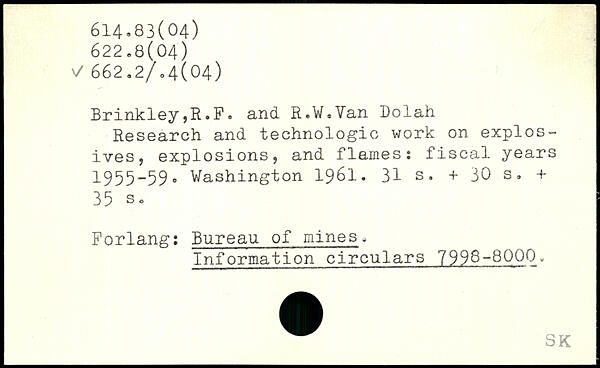 614.83(04)
622.8(04)
✓ 662.2/.4(04)
Brinkley,R.F. and R.W.Van Dolah
Research and technologic work on explos-
ives, explosions, and flames: fiscal years
1955-59. Washington 1961. 31 s. + 30 s. +
35 s.
Forlang: Bureau of mines.
Information circulars 7998-8000.
SK